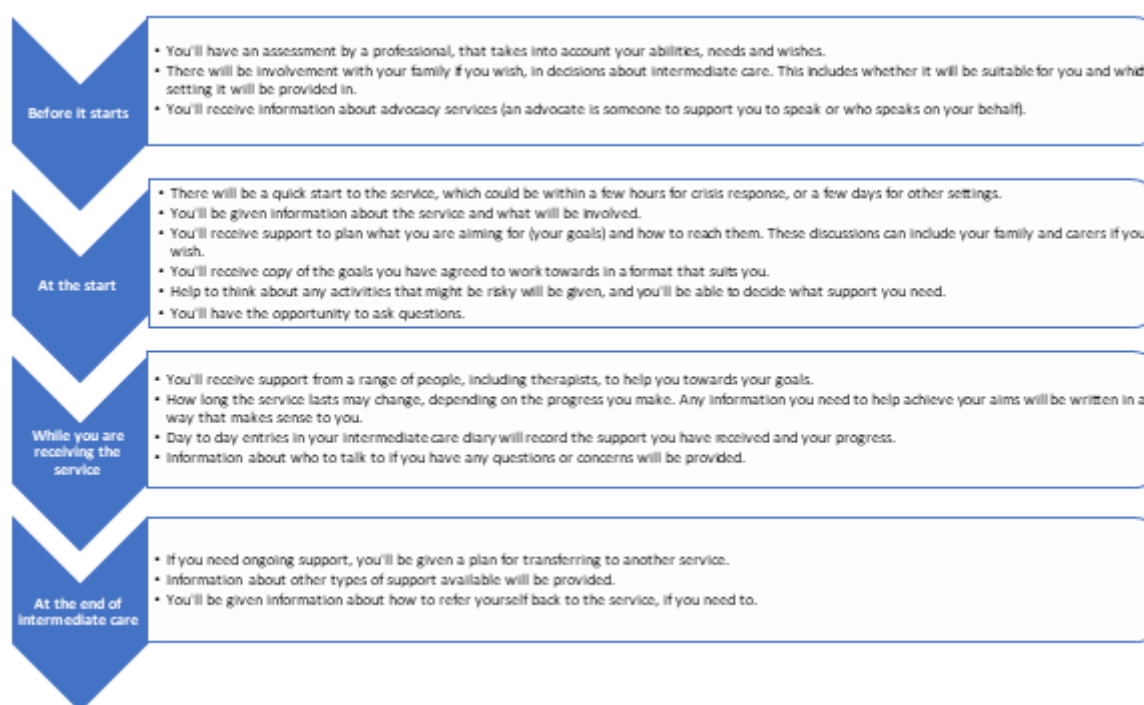 Before it starts
• You'll have an assessment by a professional, that takes into account your abilities, needs and wishes.
• There will be involvement with your family if you wish, in decisions about intermediate care. This includes whether it will be suitable for you and whic
setting it will be provided in.
• You'll receive information about advocacy services (an advocate is someone to support you to speak or who speaks on your behalf).
At the start
• There will be a quick start to the service, which could be within a few hours for crisis response, or a few days for other settings.
• You'll be given information about the service and what will be involved.
• You'll receive support to plan what you are aiming for (your goals) and how to reach them. These discussions can include your family and carers if you
wish.
• You'll receive copy of the goals you have agreed to work towards in a format that suits you.
• Help to think about any activities that might be risky will be given, and you'll be able to decide what support you need.
• You'll have the opportunity to ask questions.
While you are
receiving the
service
• You'll receive support from a range of people, including therapists, to help you towards your goals.
• How long the service lasts may change, depending on the progress you make. Any information you need to help achieve your aims will be written in a
way that makes sense to you.
• Day to day entries in your intermediate care diary will record the support you have received and your progress.
• Information about who to talk to if you have any questions or concerns will be provided.
At the end of
intermediate care
• If you need ongoing support, you'll be given a plan for transferring to another service.
• Information about other types of support available will be provided.
• You'll be given information about how to refer yourself back to the service, if you need to.